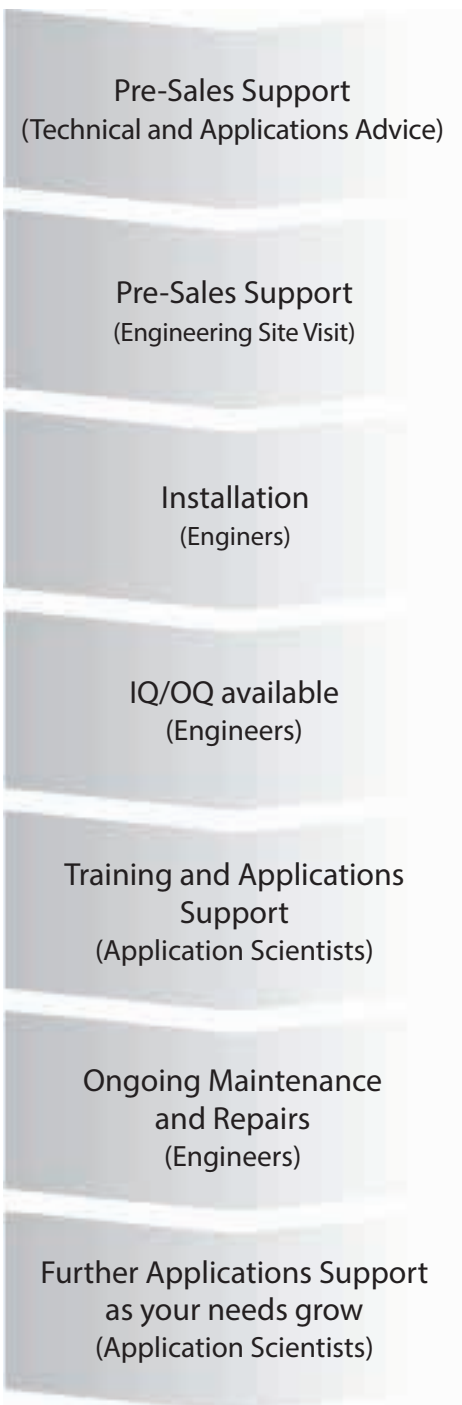 Pre-Sales Support
(Technical and Applications Advice)
Pre-Sales Support
(Engineering Site Visit)
Installation
(Enginers)
IQ/OQ available
(Engineers)
Training and Applications
Support
(Application Scientists)
Ongoing Maintenance
and Repairs
(Engineers)
Further Applications Support
as your needs grow
(Application Scientists)